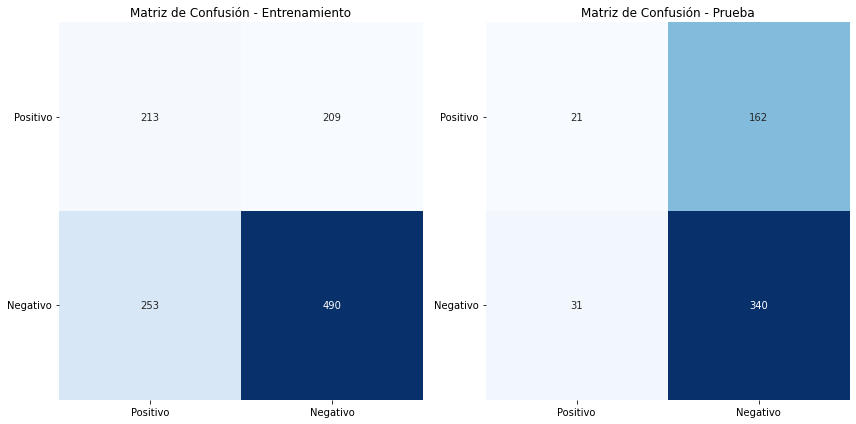 Matriz de Confusión - Entrenamiento
Positivo
213
209
Negativo
253
490
Positivo
Negativo
Matriz de Confusión - Prueba
Positivo
21
162
Negativo
31
340
Positivo
Negativo